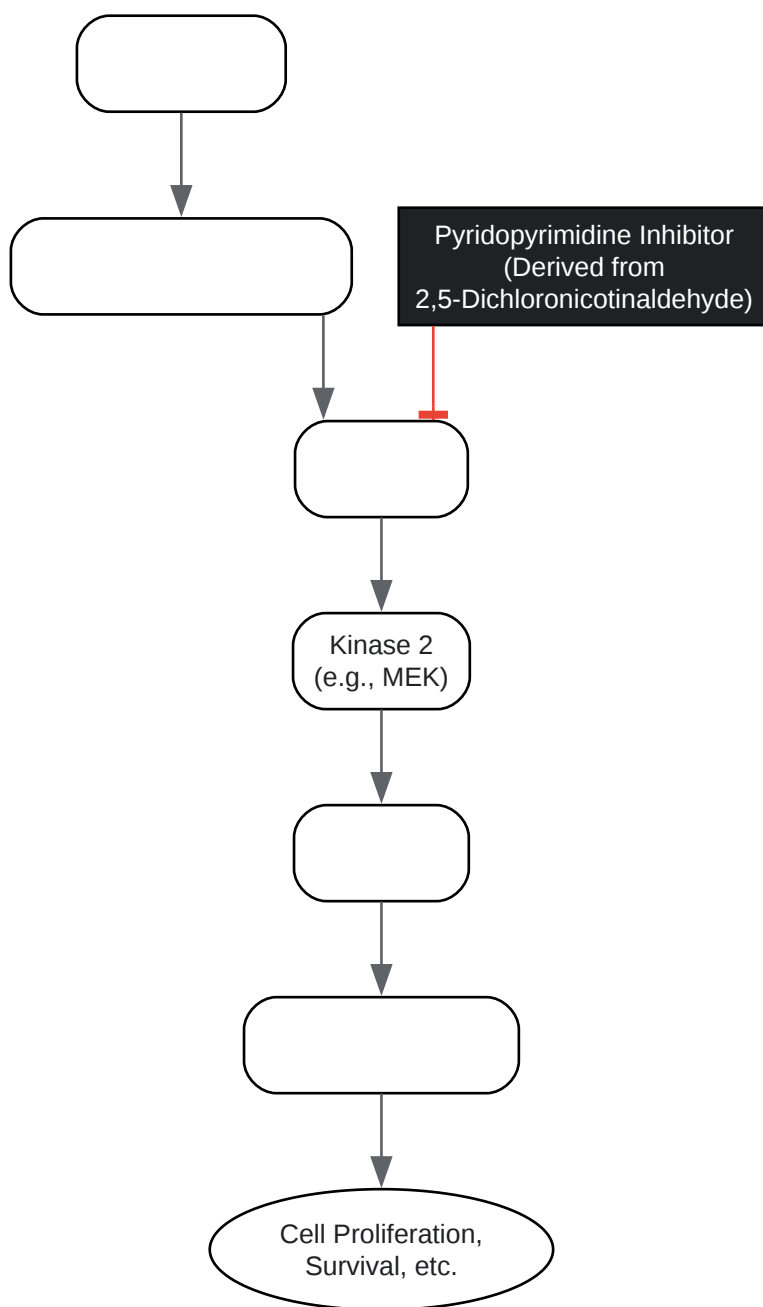 Pyridopyrimidine Inhibitor
(Derived from
2,5-Dichloronicotinaldehyde)
Kinase 2
(e.g., MEK)
Cell Proliferation,
Survival, etc.